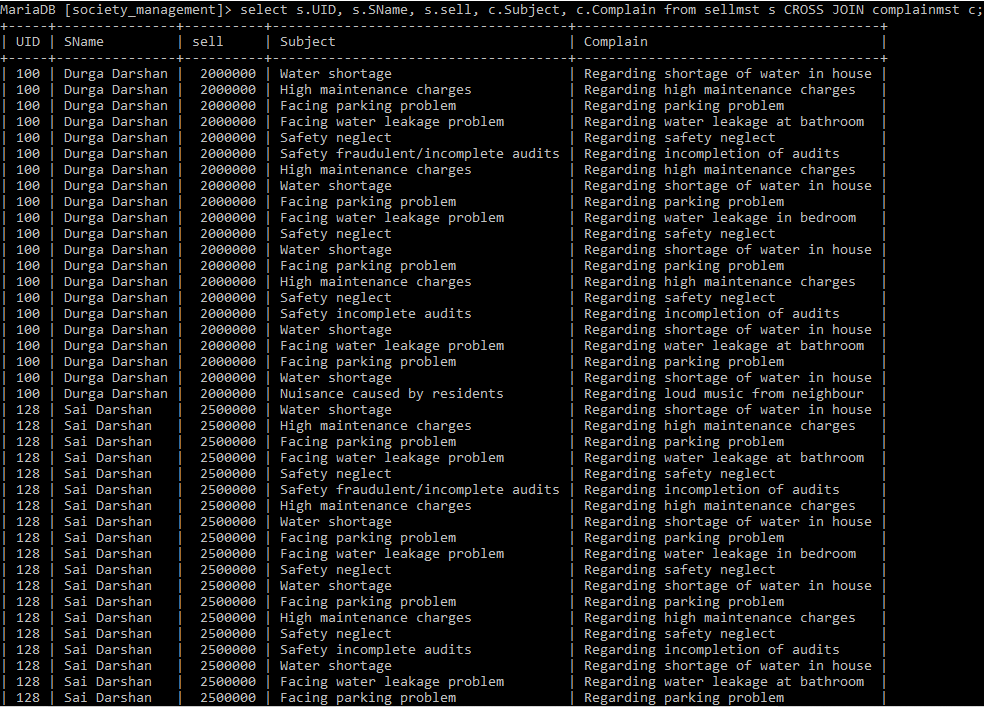 MariaDB [society_management]> select s.UID, s.SName, s.sell, c.Subject, c.Complain from sellmst s CROSS JOIN complainmst c;
+-----+---------------+---------+------------------------------------+-------------------------------------+
| UID | SName | sell | Subject | Complain |
+-----+---------------+---------+------------------------------------+-------------------------------------+
| 100 | Durga Darshan | 2000000 | Water shortage | Regarding shortage of water in house |
| 100 | Durga Darshan | 2000000 | High maintenance charges | Regarding high maintenance charges |
| 100 | Durga Darshan | 2000000 | Facing parking problem | Regarding parking problem |
| 100 | Durga Darshan | 2000000 | Facing water leakage problem | Regarding water leakage at bathroom |
| 100 | Durga Darshan | 2000000 | Safety neglect | Regarding safety neglect |
| 100 | Durga Darshan | 2000000 | Safety fraudulent/incomplete audits | Regarding incompletion of audits |
| 100 | Durga Darshan | 2000000 | High maintenance charges | Regarding high maintenance charges |
| 100 | Durga Darshan | 2000000 | Water shortage | Regarding shortage of water in house |
| 100 | Durga Darshan | 2000000 | Facing parking problem | Regarding parking problem |
| 100 | Durga Darshan | 2000000 | Facing water leakage problem | Regarding water leakage in bedroom |
| 100 | Durga Darshan | 2000000 | Safety neglect | Regarding safety neglect |
| 100 | Durga Darshan | 2000000 | Water shortage | Regarding shortage of water in house |
| 100 | Durga Darshan | 2000000 | Facing parking problem | Regarding parking problem |
| 100 | Durga Darshan | 2000000 | High maintenance charges | Regarding high maintenance charges |
| 100 | Durga Darshan | 2000000 | Safety neglect | Regarding safety neglect |
| 100 | Durga Darshan | 2000000 | Safety incomplete audits | Regarding incompletion of audits |
| 100 | Durga Darshan | 2000000 | Water shortage | Regarding shortage of water in house |
| 100 | Durga Darshan | 2000000 | Facing water leakage problem | Regarding water leakage at bathroom |
| 100 | Durga Darshan | 2000000 | Facing parking problem | Regarding parking problem |
| 100 | Durga Darshan | 2000000 | Water shortage | Regarding shortage of water in house |
| 100 | Durga Darshan | 2000000 | Nuisance caused by residents | Regarding loud music from neighbour |
| 128 | Sai Darshan | 2500000 | Water shortage | Regarding shortage of water in house |
| 128 | Sai Darshan | 2500000 | High maintenance charges | Regarding high maintenance charges |
| 128 | Sai Darshan | 2500000 | Facing parking problem | Regarding parking problem |
| 128 | Sai Darshan | 2500000 | Facing water leakage problem | Regarding water leakage at bathroom |
| 128 | Sai Darshan | 2500000 | Safety neglect | Regarding safety neglect |
| 128 | Sai Darshan | 2500000 | Safety fraudulent/incomplete audits | Regarding incompletion of audits |
| 128 | Sai Darshan | 2500000 | High maintenance charges | Regarding high maintenance charges |
| 128 | Sai Darshan | 2500000 | Water shortage | Regarding shortage of water in house |
| 128 | Sai Darshan | 2500000 | Facing parking problem | Regarding parking problem |
| 128 | Sai Darshan | 2500000 | Facing water leakage problem | Regarding water leakage in bedroom |
| 128 | Sai Darshan | 2500000 | Safety neglect | Regarding safety neglect |
| 128 | Sai Darshan | 2500000 | Water shortage | Regarding shortage of water in house |
| 128 | Sai Darshan | 2500000 | Facing parking problem | Regarding parking problem |
| 128 | Sai Darshan | 2500000 | High maintenance charges | Regarding high maintenance charges |
| 128 | Sai Darshan | 2500000 | Safety neglect | Regarding safety neglect |
| 128 | Sai Darshan | 2500000 | Safety incomplete audits | Regarding incompletion of audits |
| 128 | Sai Darshan | 2500000 | Water shortage | Regarding shortage of water in house |
| 128 | Sai Darshan | 2500000 | Facing water leakage problem | Regarding water leakage at bathroom |
| 128 | Sai Darshan | 2500000 | Facing parking problem | Regarding parking problem |